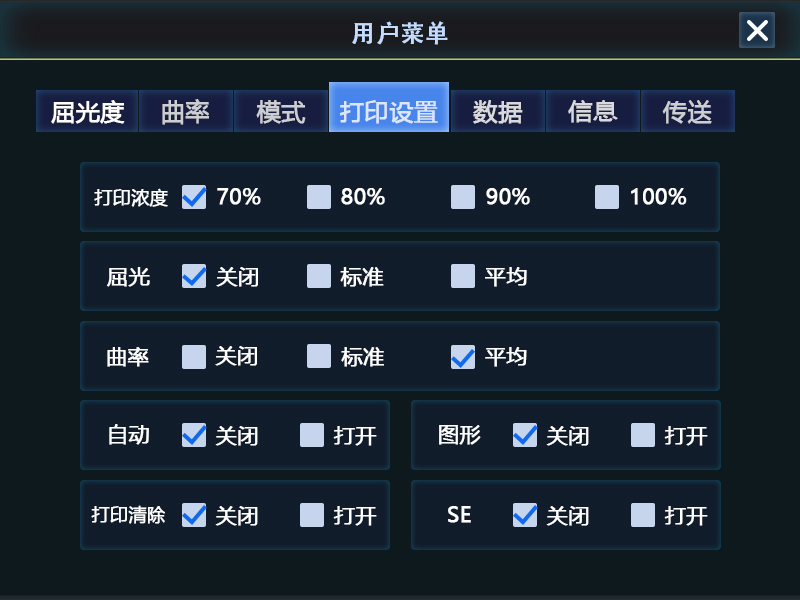 用户菜单
屈光度 曲率 模式 打印设置 数据 信息 传送
打印浓度 70% 80% 90% 100%
屈光 关闭 标准 平均
曲率 关闭 标准 平均
自动 关闭 打开 图形 关闭 打开
打印清除 关闭 打开 SE 关闭 打开